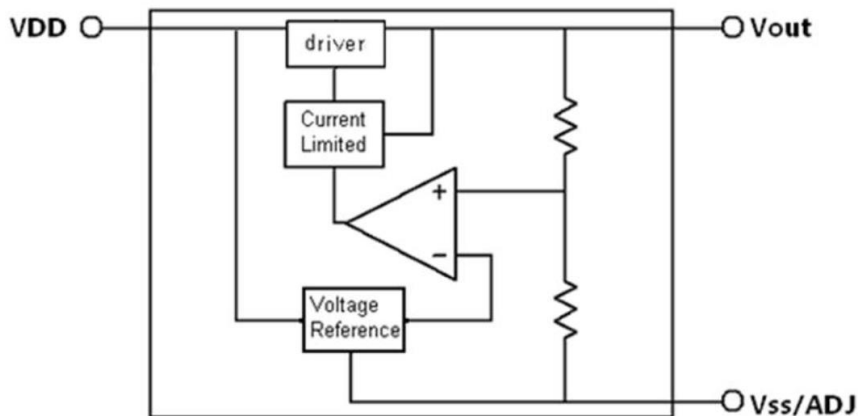 VDD
driver
Vout
Current
Limited
+
−
Voltage
Reference
Vss/ADJ